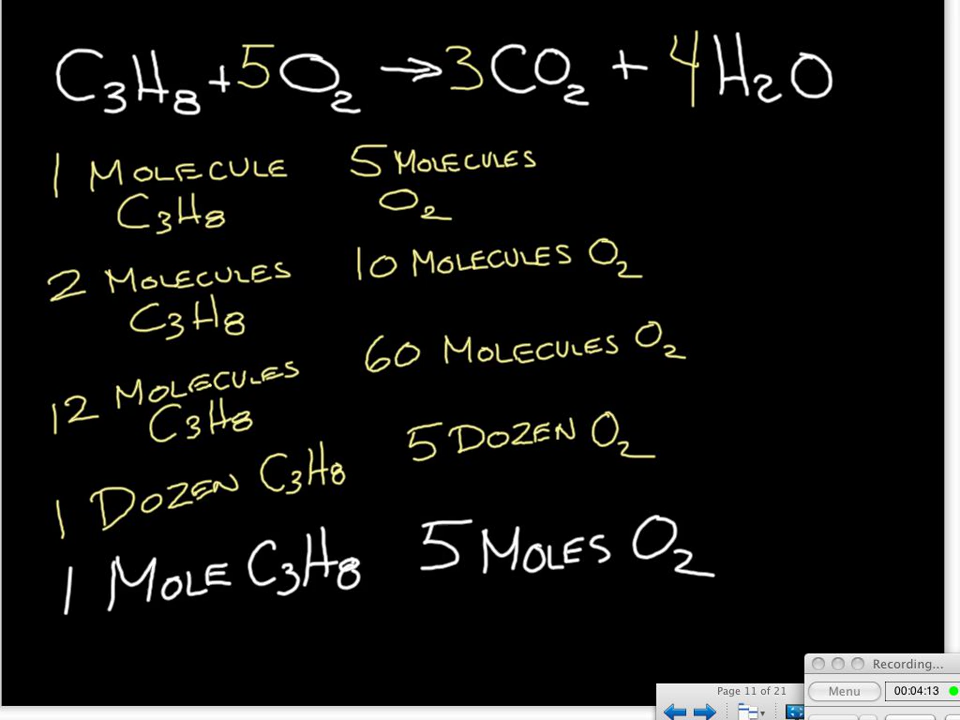 C3H8 + 5O2 → 3CO2 + 4H2O
1 MOLECULE 5 MOLECULES
C3H8 O2
2 MOLECULES 10 MOLECULES O2
C3H8
12 MOLECULES 60 MOLECULES O2
C3H8
1 DOZEN C3H8 5 DOZEN O2
1 MOLE C3H8 5 MOLES O2
Recording...
Page 11 of 21
Menu 00:04:13